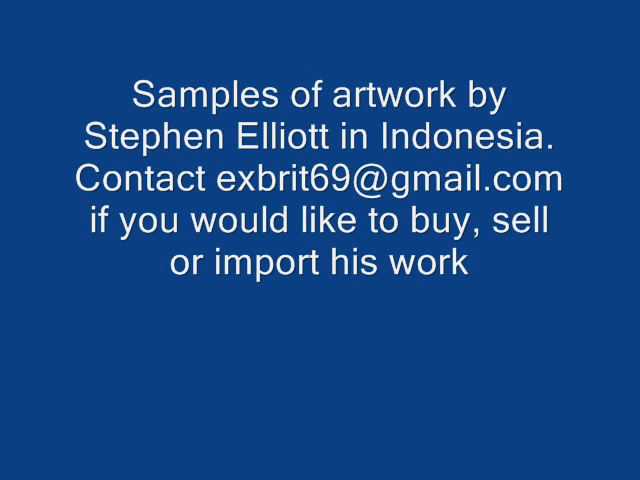 Samples of artwork by
Stephen Elliott in Indonesia.
Contact exbrit69@gmail.com
if you would like to buy, sell
or import his work